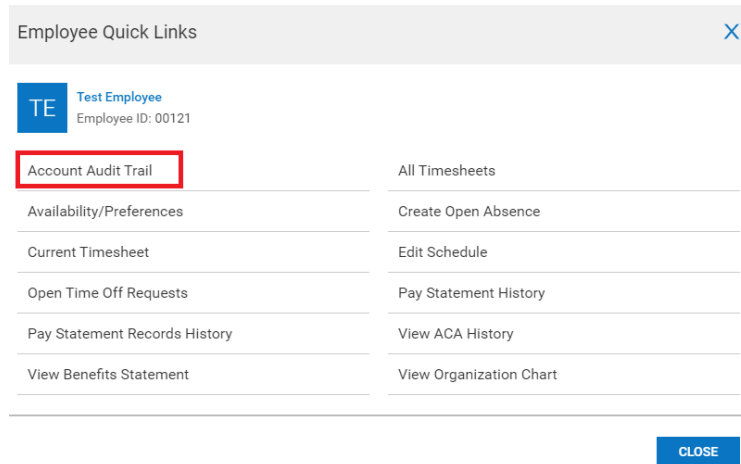 Employee Quick Links
X
TE
Test Employee
Employee ID: 00121
Account Audit Trail
All Timesheets
Availability/Preferences
Create Open Absence
Current Timesheet
Edit Schedule
Open Time Off Requests
Pay Statement History
Pay Statement Records History
View ACA History
View Benefits Statement
View Organization Chart
CLOSE